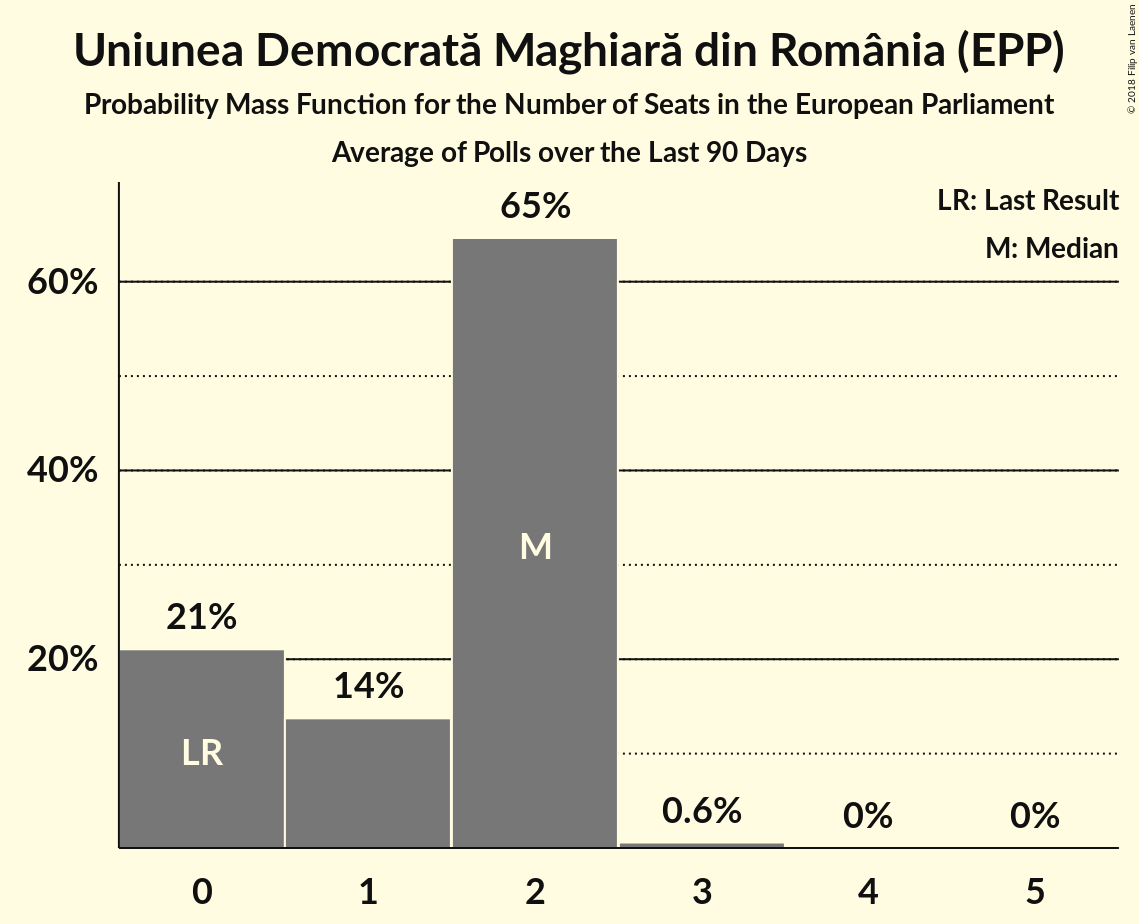 Uniunea Democrată Maghiară din România (EPP)
Probability Mass Function for the Number of Seats in the European Parliament
Average of Polls over the Last 90 Days
© 2018 Filip van Laenen
LR: Last Result
M: Median
60%
40%
20%
21%
14%
65%
0.6%
0%
0%
LR
M
0 1 2 3 4 5